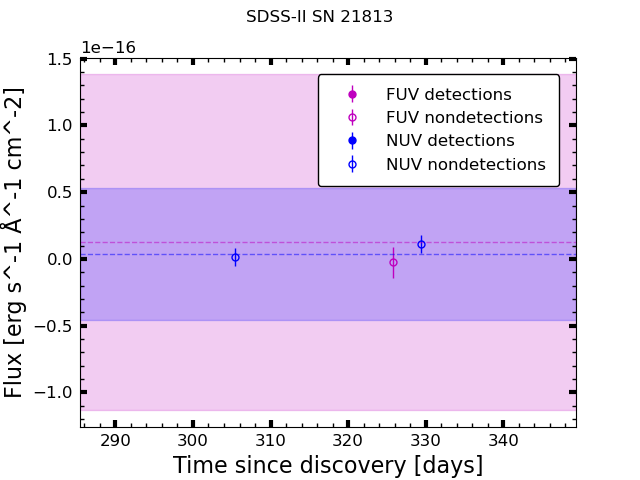 SDSS-II SN 21813
1e−16
1.5
1.0
0.5
0.0
−0.5
−1.0
Flux [erg s^-1 Å^-1 cm^-2]
FUV detections
FUV nondetections
NUV detections
NUV nondetections
290 300 310 320 330 340
Time since discovery [days]